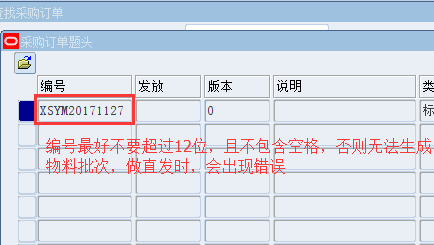 查找采购订单
采购订单题头
编号 发放 版本 说明 类
XSYM20171127 0 标
编号最好不要超过12位，且不包含空格，否则无法生成
物料批次，做直发时，会出现错误